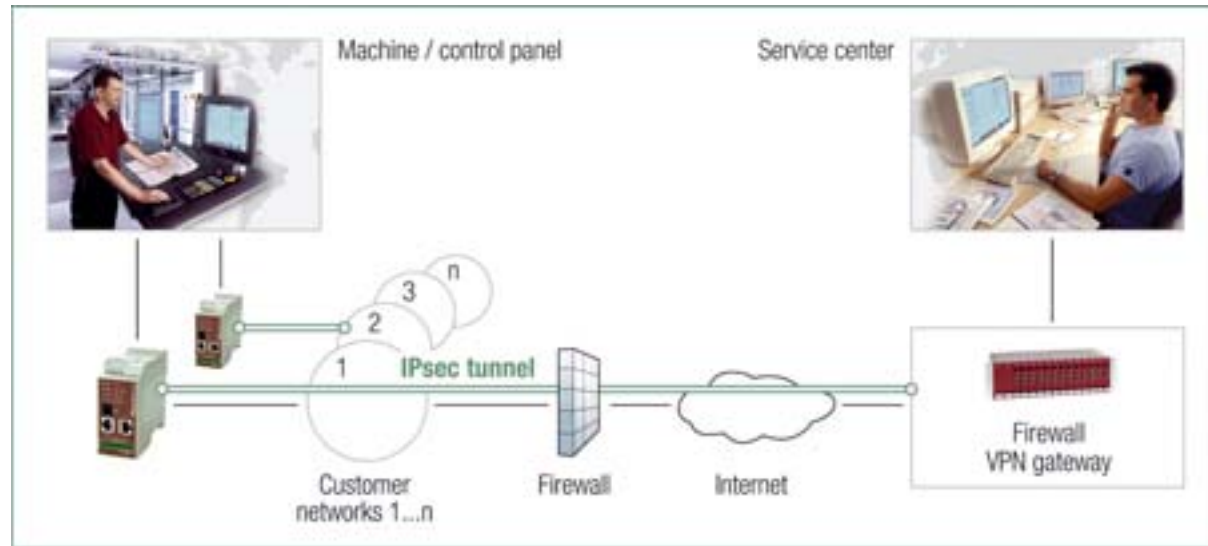 Machine / control panel
Service center
n
3
2
1
IPsec tunnel
Customer
networks 1...n
Firewall
Internet
Firewall
VPN gateway